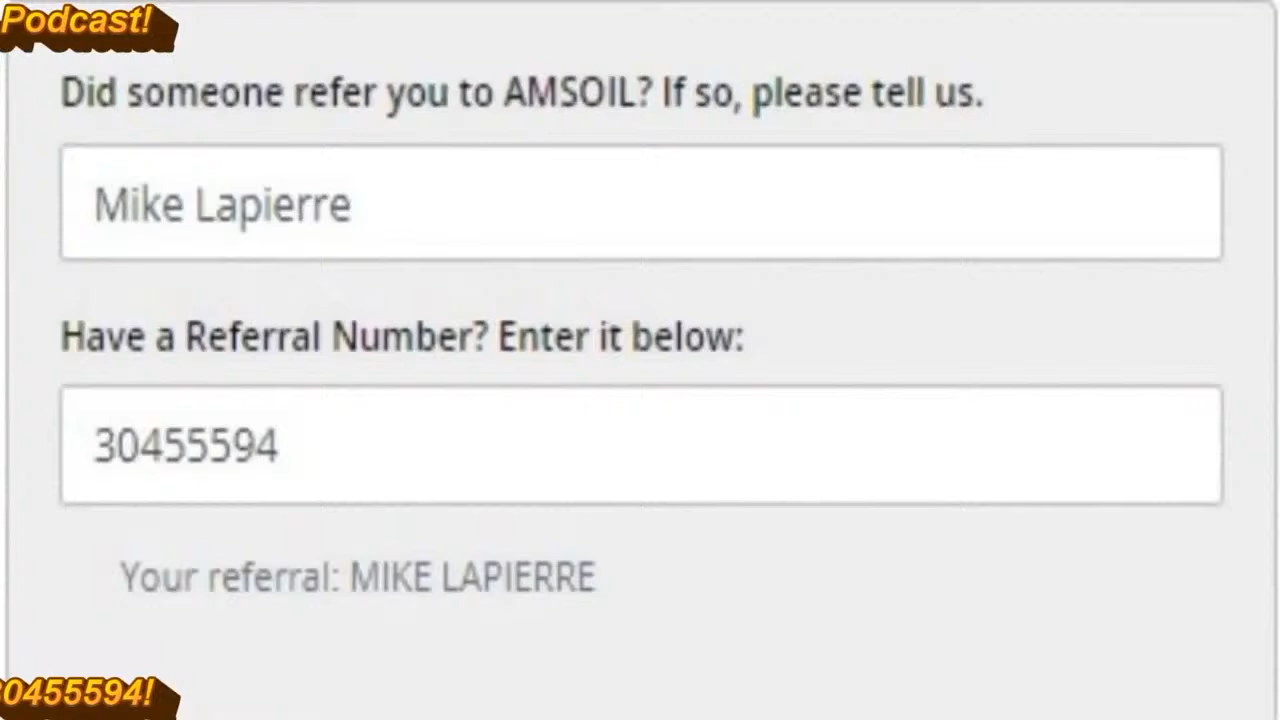 Podcast!
Did someone refer you to AMSOIL? If so, please tell us.
Mike Lapierre
Have a Referral Number? Enter it below:
30455594
Your referral: MIKE LAPIERRE
30455594!